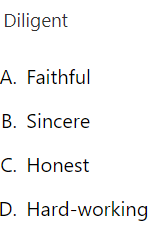 Diligent
A. Faithful
B. Sincere
C. Honest
D. Hard-working